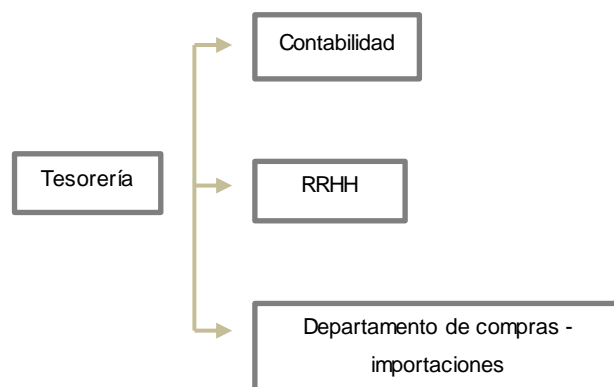 Contabilidad
Tesorería
RRHH
Departamento de compras -
importaciones